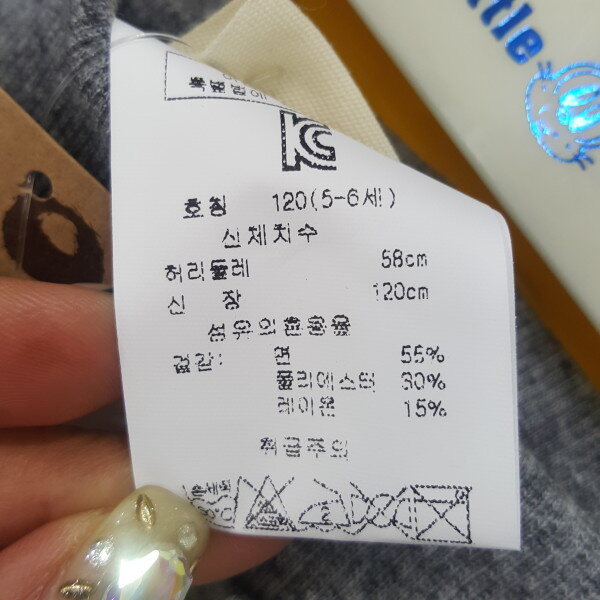 ttle
KC
호칭 120(5-6세)
신체치수
허리둘레 58cm
신 장 120cm
섬유의혼용율
겉감: 면 55%
폴리에스터 30%
레이온 15%
취급주의